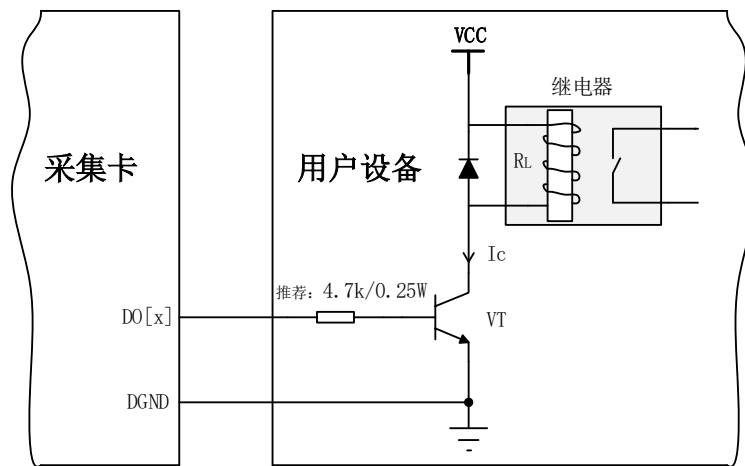 VCC
继电器
采集卡
用户设备
RL
Ic
推荐：4.7k/0.25W
DO[x]
VT
DGND